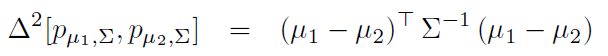 Δ²[p_{μ₁,Σ}, p_{μ₂,Σ}] = (μ₁ − μ₂)^⊤ Σ⁻¹ (μ₁ − μ₂)